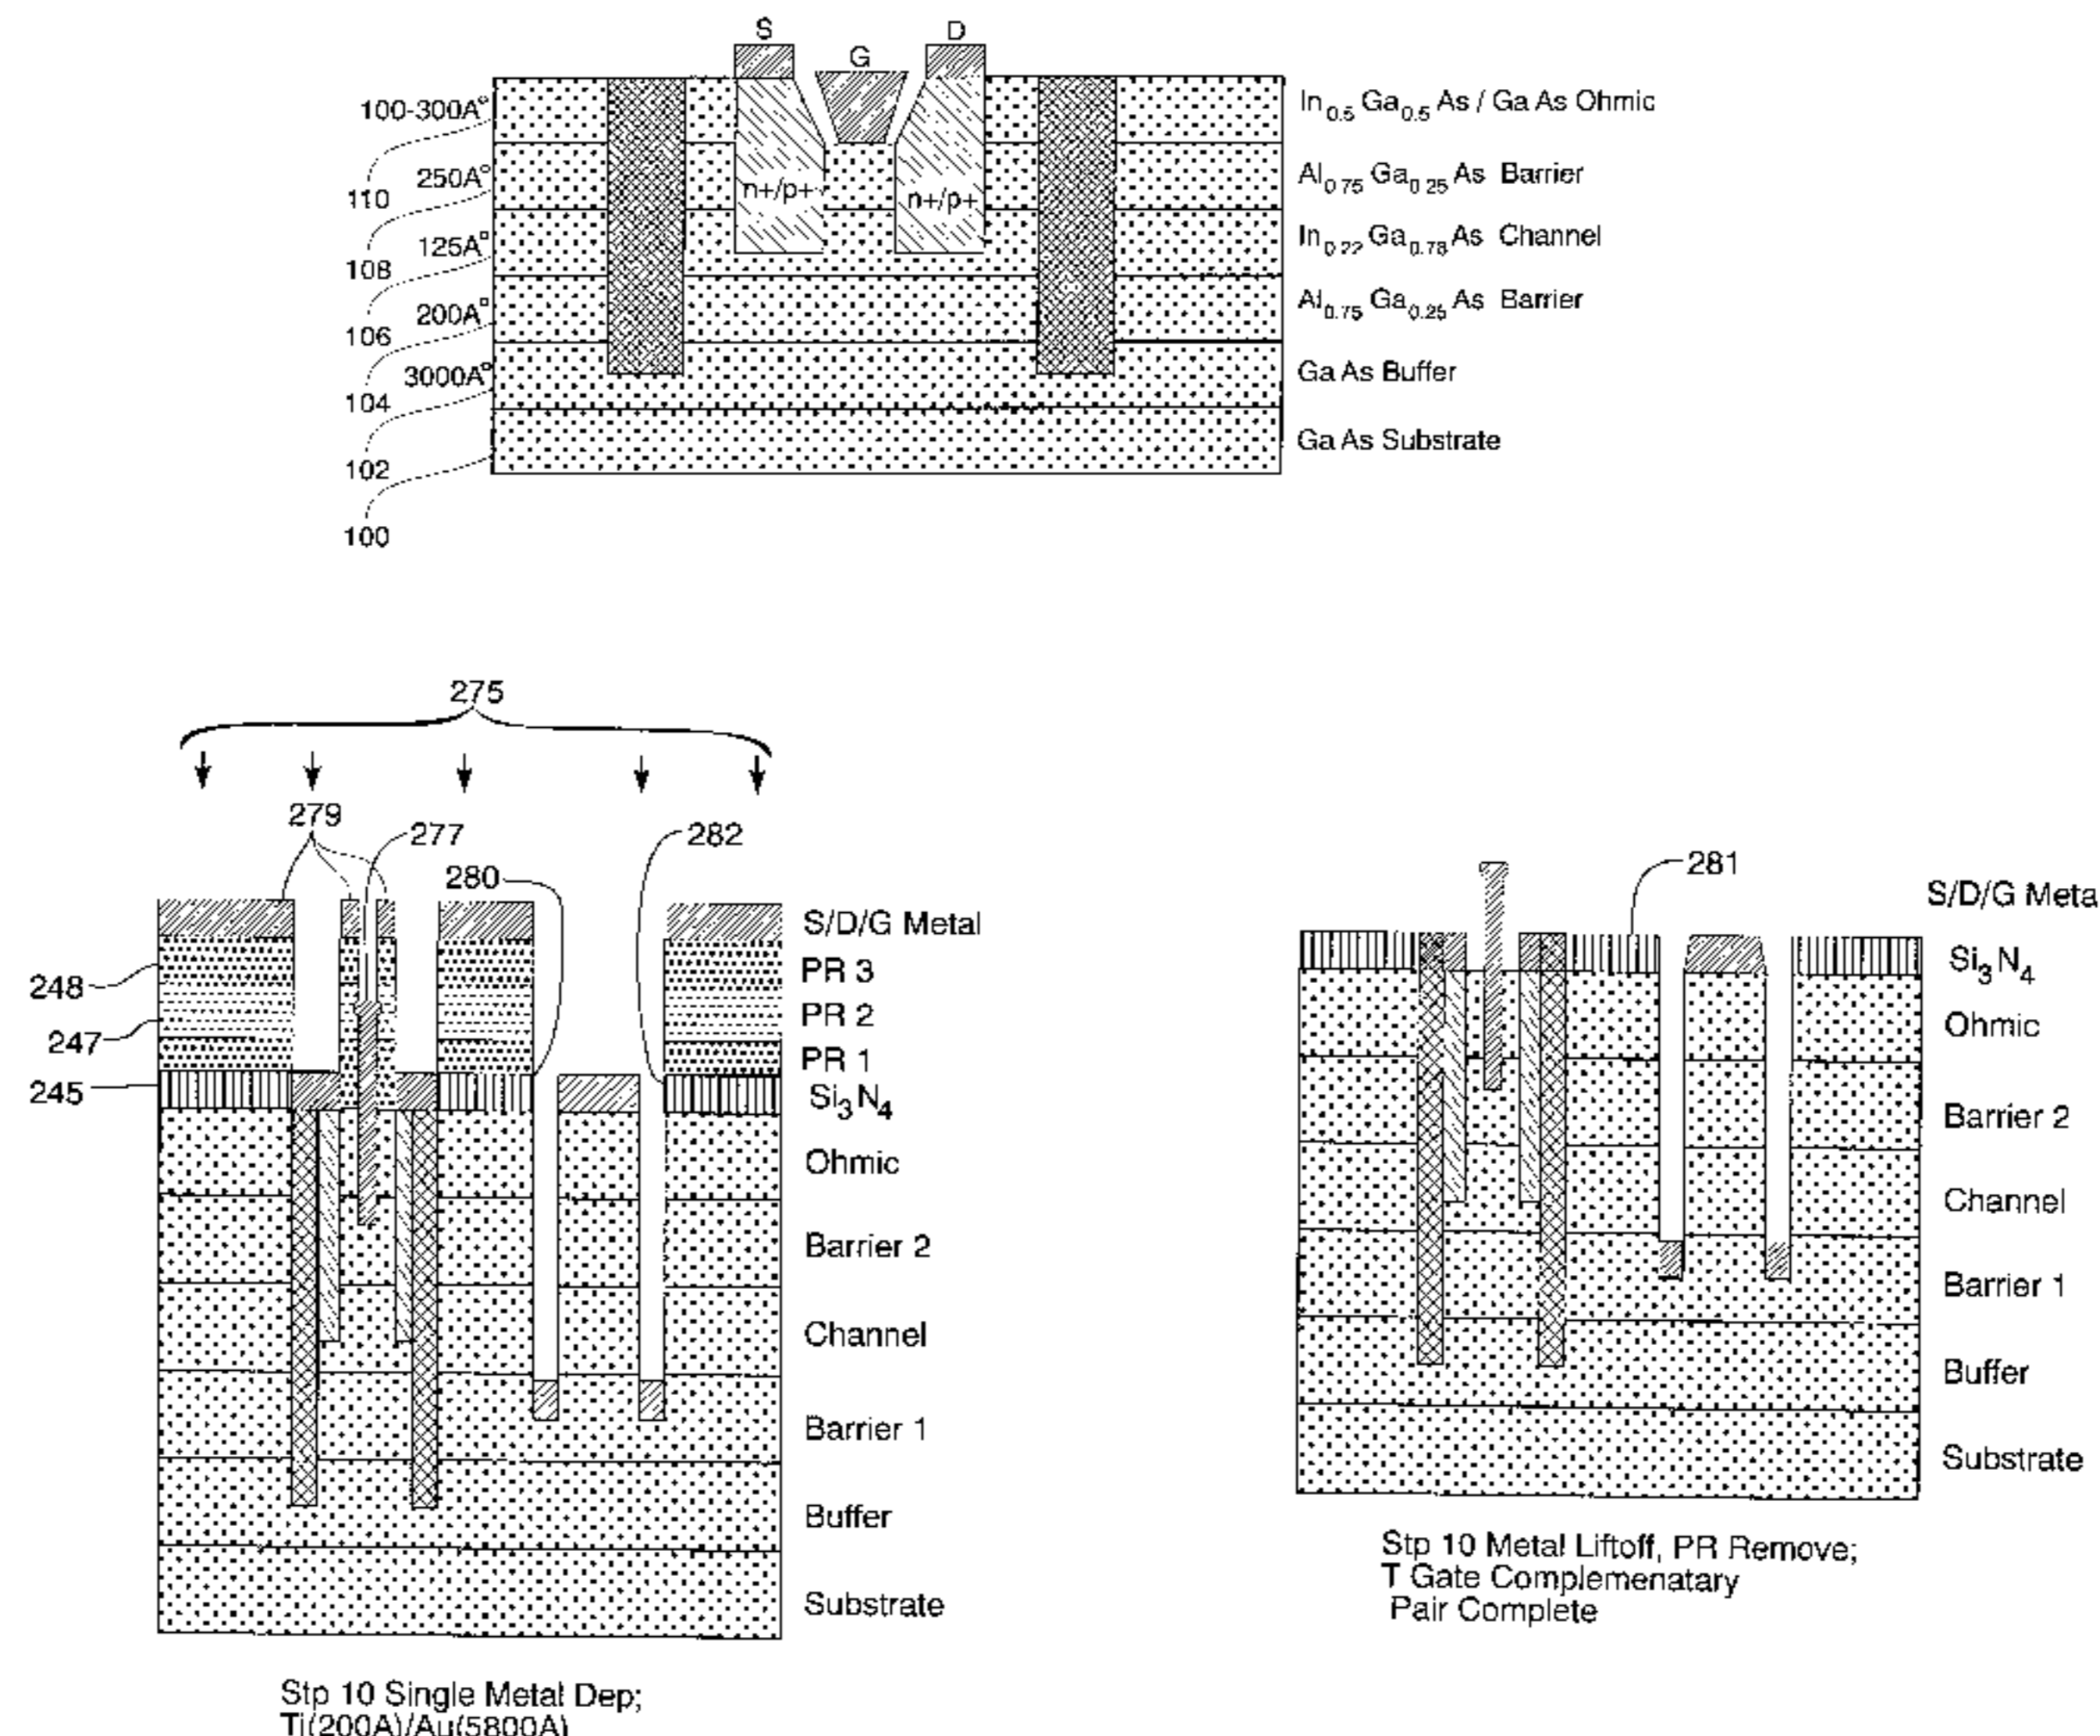 S
G
D
100-300A°
In0.5 Ga0.5 As / Ga As Ohmic
110
250A°
Al0.75 Ga0.25 As Barrier
n+/p+
n+/p+
108
125A°
In0.22 Ga0.78 As Channel
106
200A°
Al0.75 Ga0.25 As Barrier
104
3000A°
Ga As Buffer
102
Ga As Substrate
100
275
279
277
280
282
S/D/G Metal
248
PR 3
247
PR 2
PR 1
245
Si3N4
Ohmic
Barrier 2
Channel
Barrier 1
Buffer
Substrate
Stp 10 Single Metal Dep;
Ti(200A)/Au(5800A)
281
S/D/G Meta
Si3N4
Ohmic
Barrier 2
Channel
Barrier 1
Buffer
Substrate
Stp 10 Metal Liftoff, PR Remove;
T Gate Complemenatary
Pair Complete